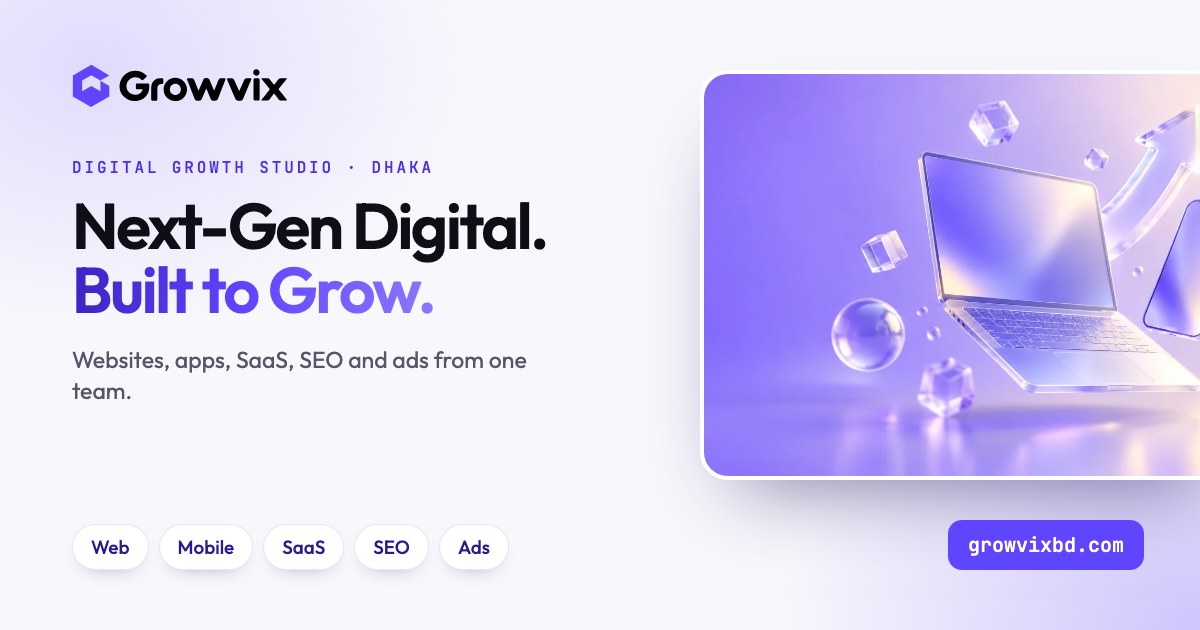 Growvix
DIGITAL GROWTH STUDIO · DHAKA
Next-Gen Digital.
Built to Grow.
Websites, apps, SaaS, SEO and ads from one
team.
Web
Mobile
SaaS
SEO
Ads
growvixbd.com